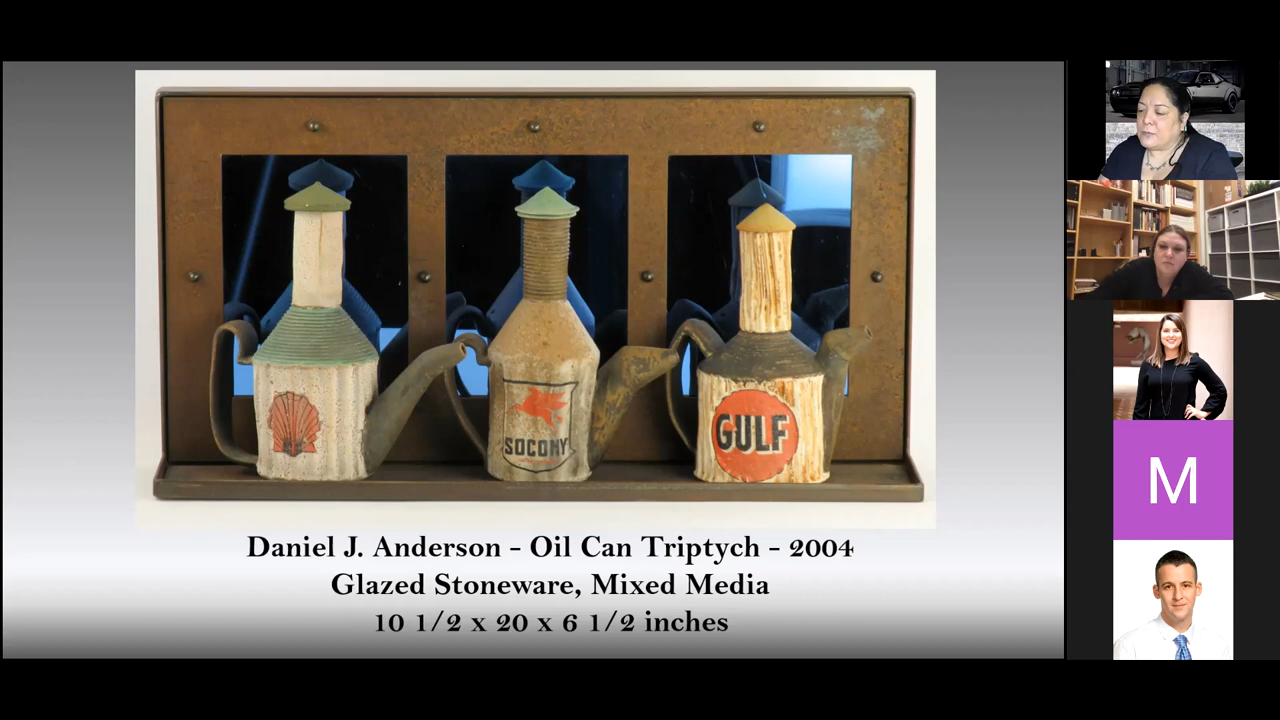 SOCONY
GULF
Daniel J. Anderson - Oil Can Triptych - 2004
Glazed Stoneware, Mixed Media
10 1/2 x 20 x 6 1/2 inches
M